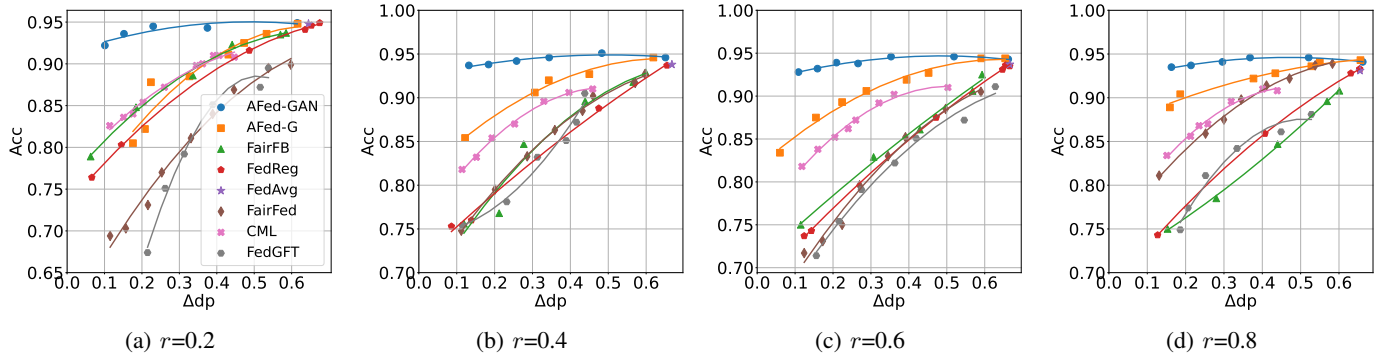 Acc
0.95
0.90
0.85
0.80
0.75
0.70
0.65
0.0 0.1 0.2 0.3 0.4 0.5 0.6
Δdp
AFed-GAN
AFed-G
FairFB
FedReg
FedAvg
FairFed
CML
FedGFT
(a) r=0.2
Acc
1.00
0.95
0.90
0.85
0.80
0.75
0.70
0.0 0.1 0.2 0.3 0.4 0.5 0.6
Δdp
(b) r=0.4
Acc
1.00
0.95
0.90
0.85
0.80
0.75
0.70
0.0 0.1 0.2 0.3 0.4 0.5 0.6
Δdp
(c) r=0.6
Acc
1.00
0.95
0.90
0.85
0.80
0.75
0.70
0.0 0.1 0.2 0.3 0.4 0.5 0.6
Δdp
(d) r=0.8